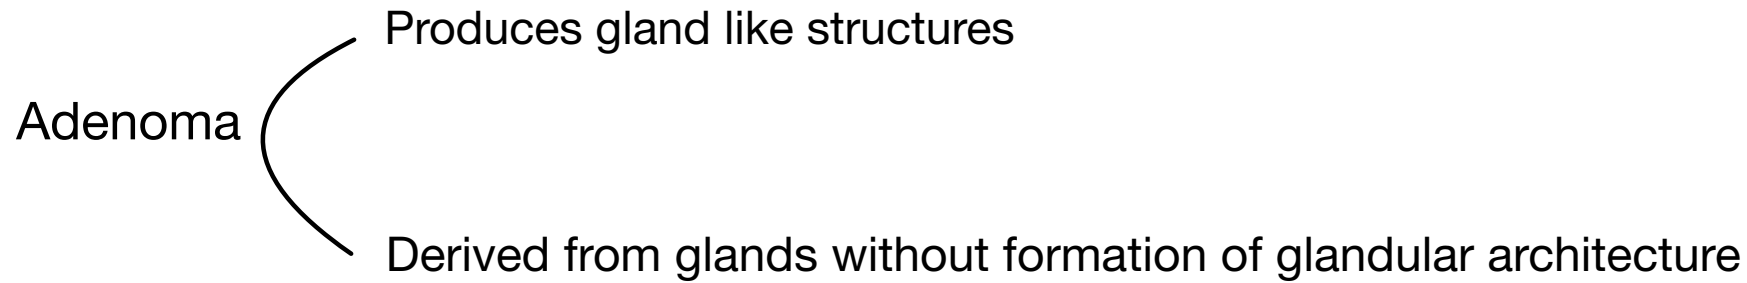 Produces gland like structures
Adenoma
Derived from glands without formation of glandular architecture